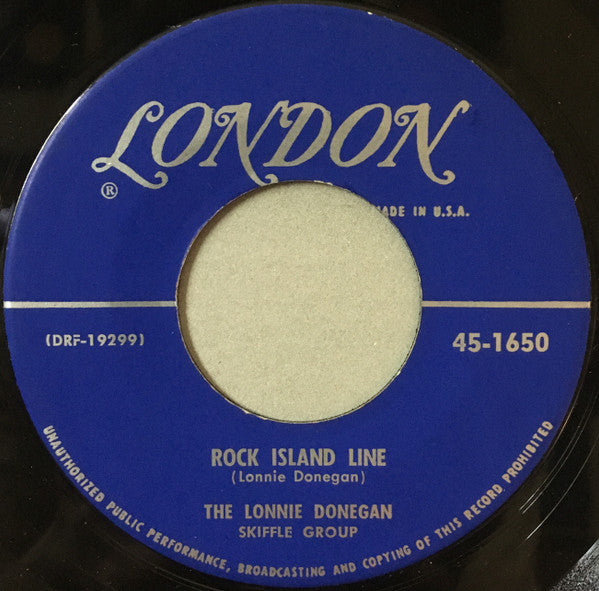 LONDON
®
MADE IN U.S.A.
(DRF-19299)
45-1650
ROCK ISLAND LINE
(Lonnie Donegan)
THE LONNIE DONEGAN
SKIFFLE GROUP
UNAUTHORIZED PUBLIC PERFORMANCE, BROADCASTING AND COPYING OF THIS RECORD PROHIBITED